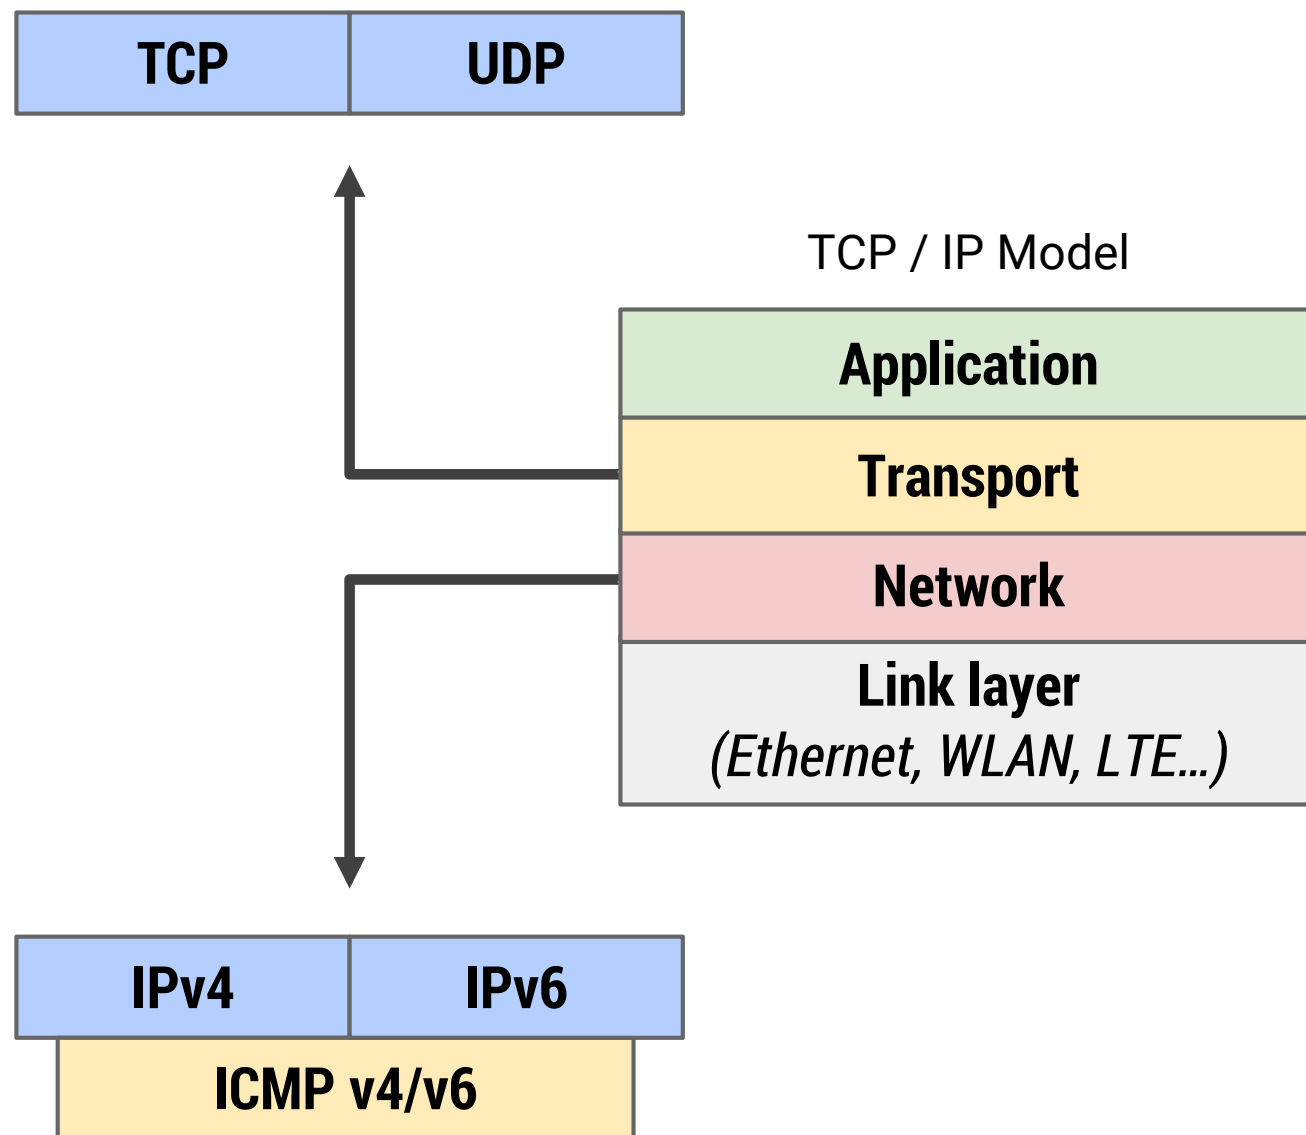 TCP
UDP
TCP / IP Model
Application
Transport
Network
Link layer
(Ethernet, WLAN, LTE...)
IPv4
IPv6
ICMP v4/v6